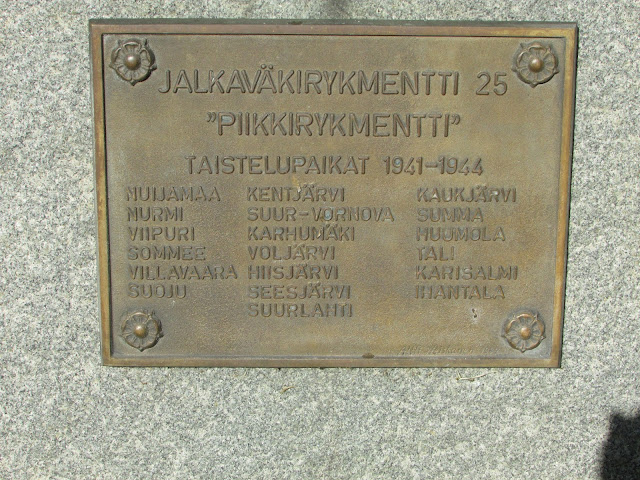 JALKAVÄKIRYKMENTTI 25
"PIIKKIRYKMENTTI"
TAISTELUPAIKAT 1941-1944
NUIJAMAA KENTJÄRVI KAUKJÄRVI
NURMI SUUR-VORNOVA SUMMA
VIIPURI KARHUMÄKI HUUMOLA
SOMMEE VOLJÄRVI TALI
VILLAVAARA HIISJÄRVI KARISALMI
SUOJU SEESJÄRVI IHANTALA
SUURLAHTI